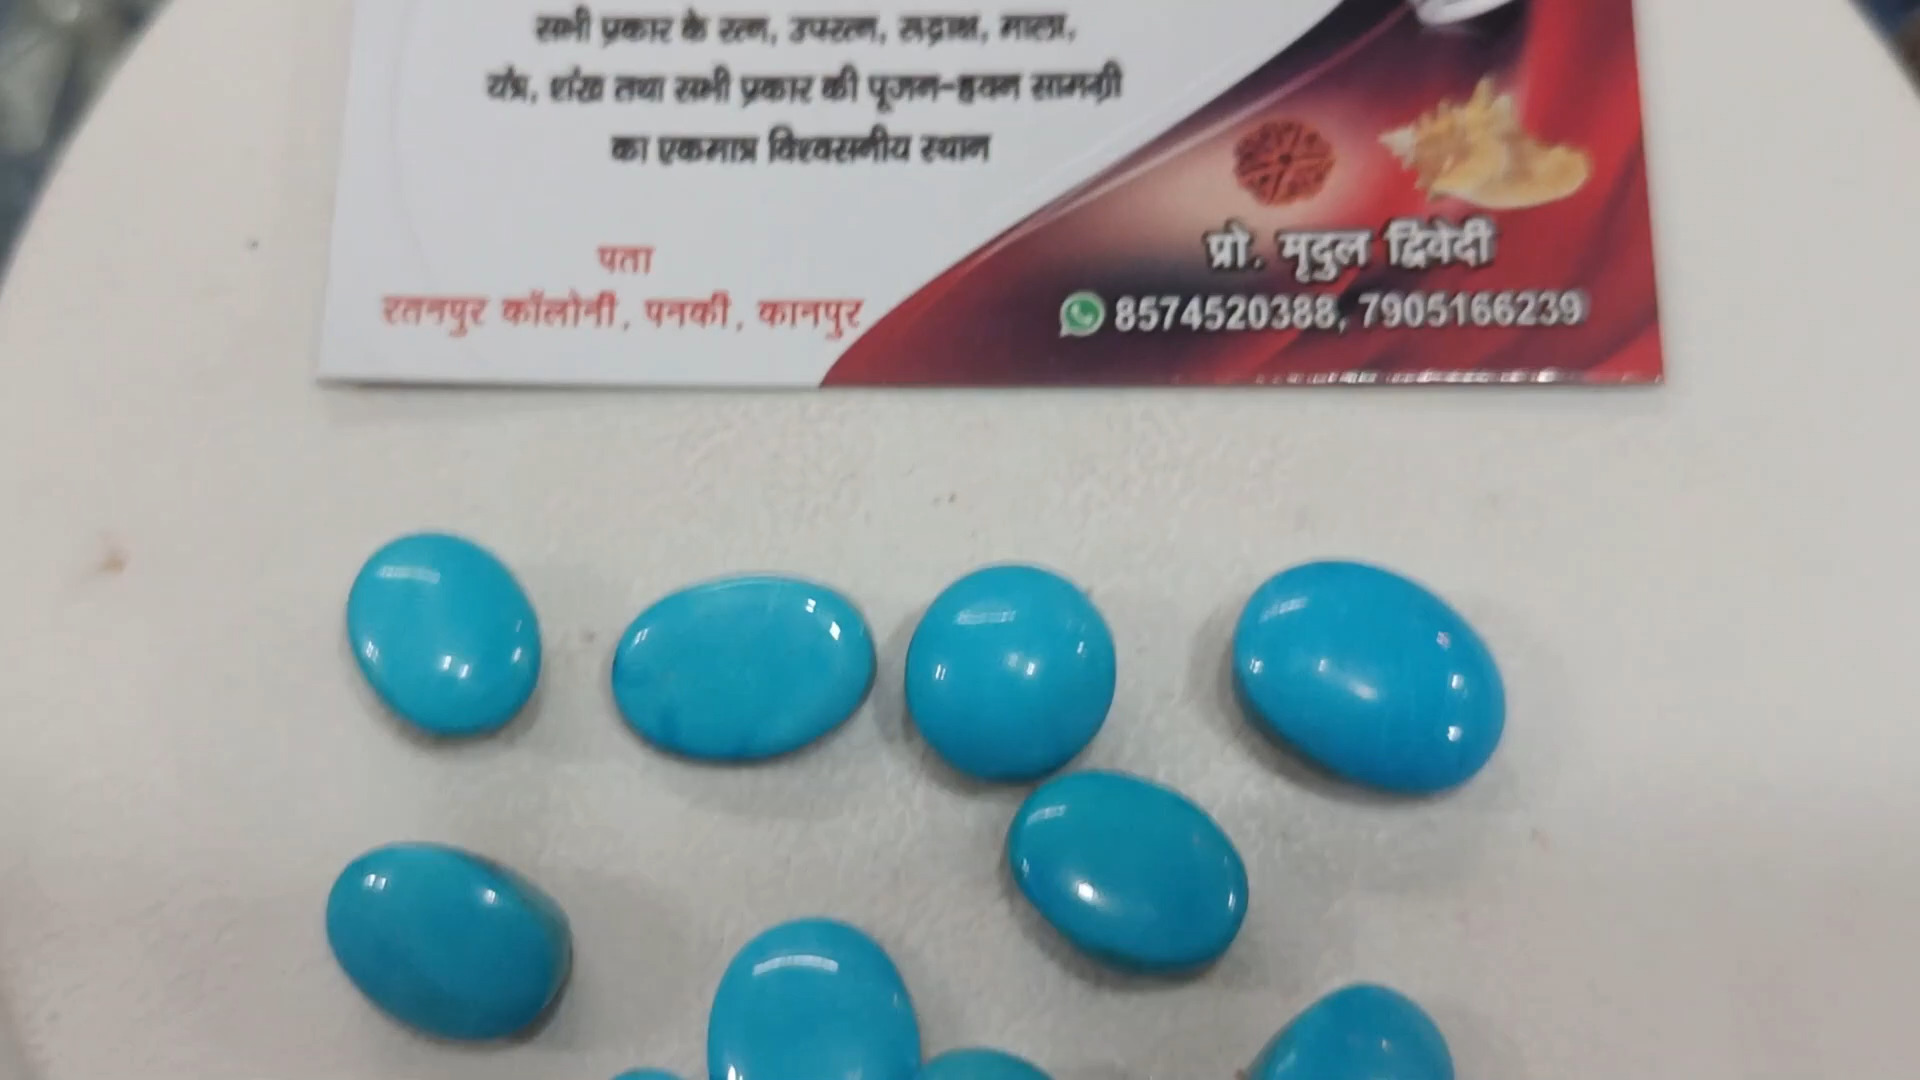 सभी प्रकार के रत्न, उपरत्न, रूद्राक्ष, माला,
यंत्र, शंख तथा सभी प्रकार की पूजन-हवन सामग्री
का एकमात्र विश्वसनीय स्थान
पता
रतनपुर कॉलोनी, पनकी, कानपुर
प्रो. मृदुल द्विवेदी
8574520388, 7905166239